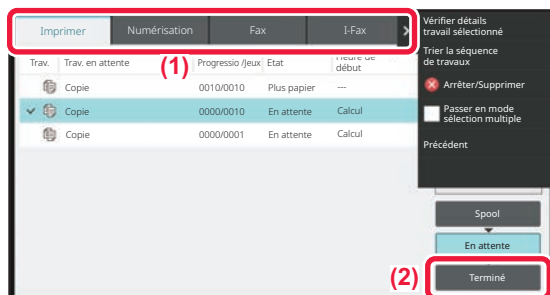 Imprimer Numérisation Fax I-Fax
(1)
Trav. Trav. en attente Progressio /Jeux Etat Heure de
début
Copie 0010/0010 Plus papier ---
Copie 0000/0010 En attente Calcul
Copie 0000/0001 En attente Calcul
Vérifier détails
travail sélectionné
Trier la séquence
de travaux
Arrêter/Supprimer
Passer en mode
sélection multiple
Précédent
Spool
En attente
(2)
Terminé